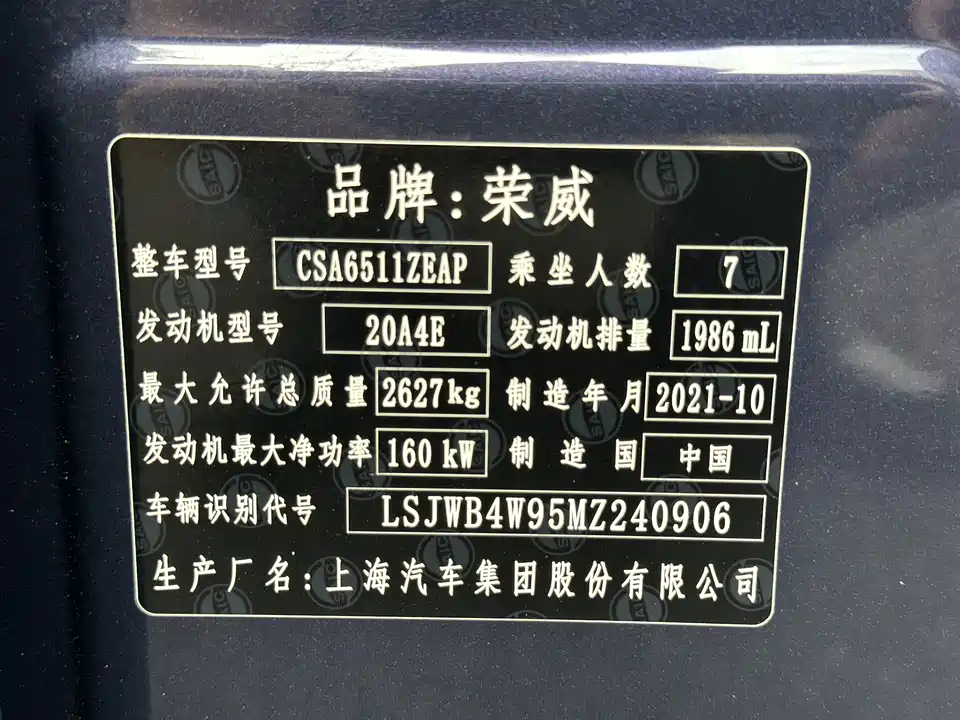 品牌:荣威
整车型号 CSA6511ZEAP 乘坐人数 7
发动机型号 20A4E 发动机排量 1986 mL
最大允许总质量 2627kg 制造年月 2021-10
发动机最大净功率 160 kW 制造国 中国
车辆识别代号 LSJWB4W95MZ240906
生产厂名:上海汽车集团股份有限公司